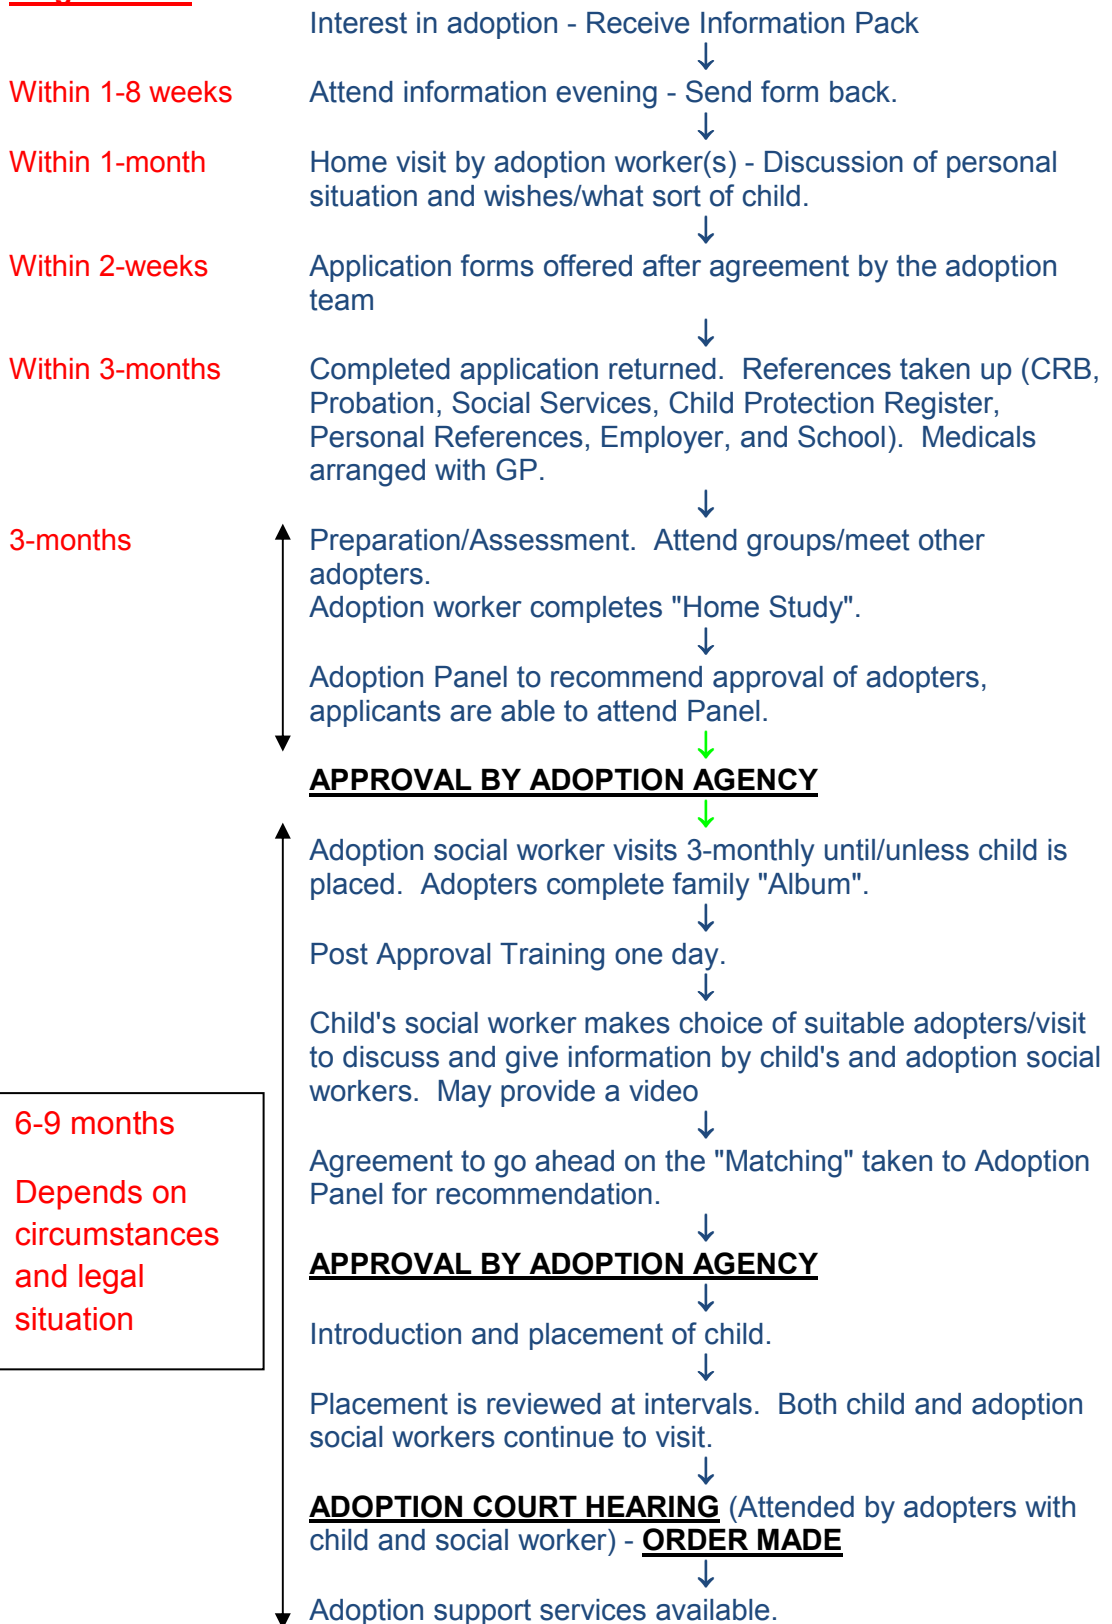 Interest in adoption - Receive Information Pack
↓
Within 1-8 weeks Attend information evening - Send form back.
↓
Within 1-month Home visit by adoption worker(s) - Discussion of personal
situation and wishes/what sort of child.
↓
Within 2-weeks Application forms offered after agreement by the adoption
team
↓
Within 3-months Completed application returned. References taken up (CRB,
Probation, Social Services, Child Protection Register,
Personal References, Employer, and School). Medicals
arranged with GP.
↓
3-months Preparation/Assessment. Attend groups/meet other
adopters.
Adoption worker completes "Home Study".
↓
Adoption Panel to recommend approval of adopters,
applicants are able to attend Panel.
↓
APPROVAL BY ADOPTION AGENCY
↓
Adoption social worker visits 3-monthly until/unless child is
placed. Adopters complete family "Album".
↓
Post Approval Training one day.
↓
Child's social worker makes choice of suitable adopters/visit
to discuss and give information by child's and adoption social
workers. May provide a video
↓
6-9 months
Depends on
circumstances
and legal
situation
Agreement to go ahead on the "Matching" taken to Adoption
Panel for recommendation.
↓
APPROVAL BY ADOPTION AGENCY
↓
Introduction and placement of child.
↓
Placement is reviewed at intervals. Both child and adoption
social workers continue to visit.
↓
ADOPTION COURT HEARING (Attended by adopters with
child and social worker) - ORDER MADE
↓
Adoption support services available.